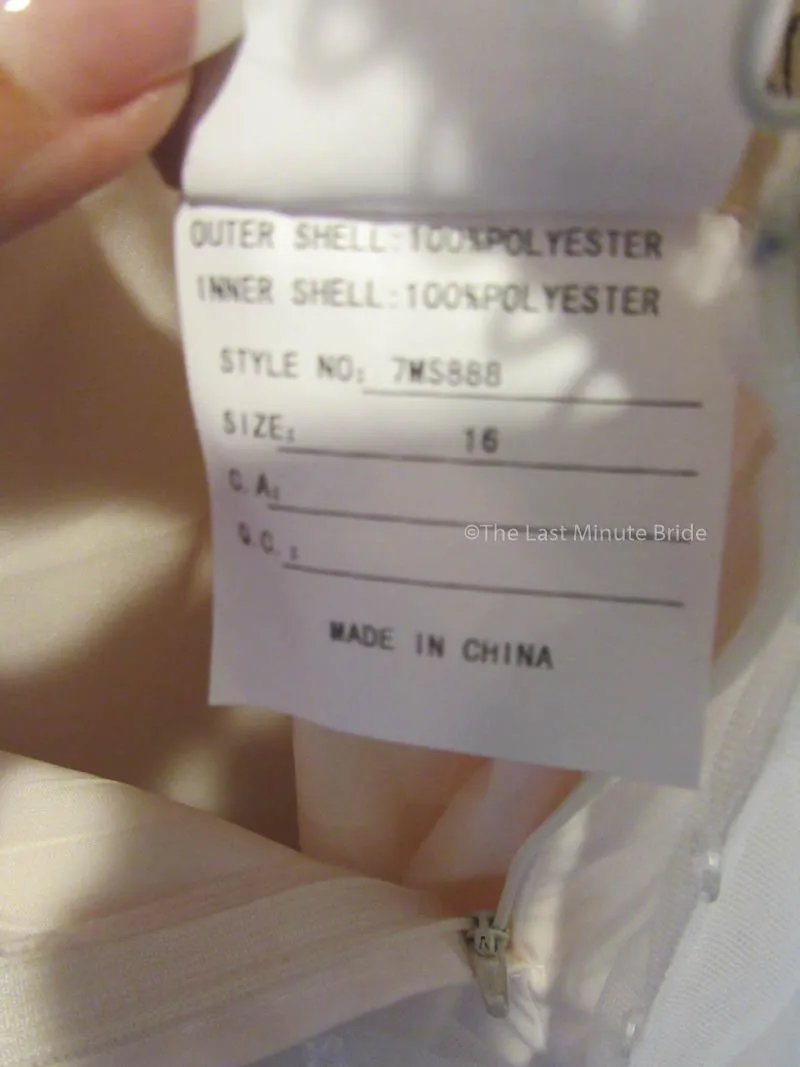 OUTER SHELL:100%POLYESTER
INNER SHELL:100%POLYESTER
STYLE NO: 7MS888
SIZE: 16
C.A:
Q.C.:
©The Last Minute Bride
MADE IN CHINA